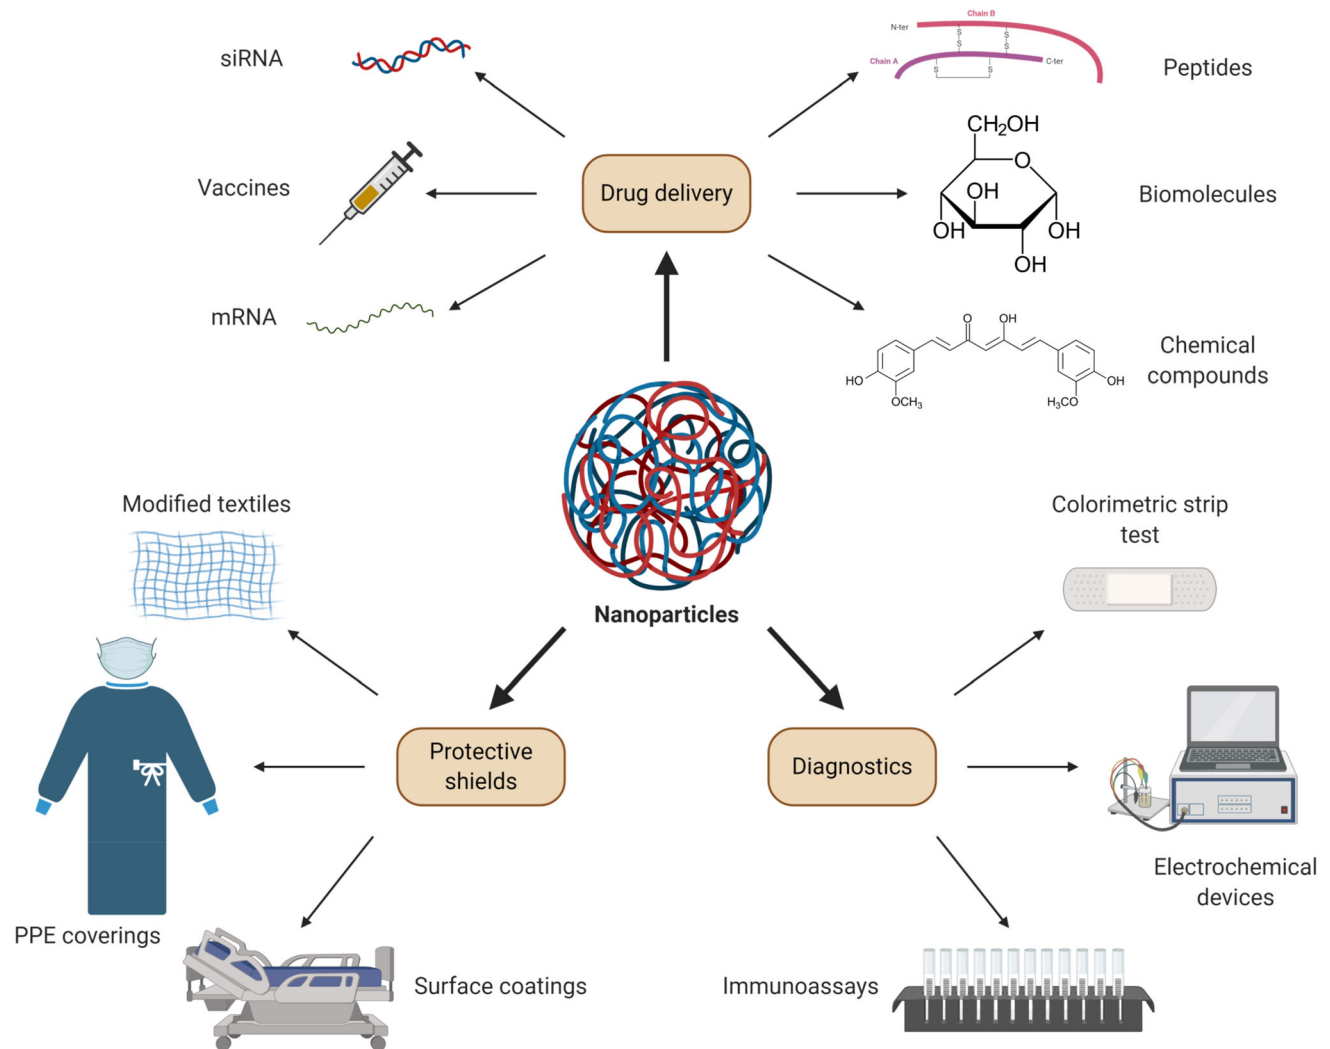 siRNA
Vaccines
mRNA
Drug delivery
N-ter
Chain B
S
S
S
S
Chain A
C-ter
S
S
Peptides
CH₂OH
O
OH
OH
OH
OH
Biomolecules
O
OH
HO
OCH₃
H₃CO
OH
Chemical
compounds
Nanoparticles
Modified textiles
Protective
shields
PPE coverings
Surface coatings
Colorimetric strip
test
Diagnostics
Electrochemical
devices
Immunoassays